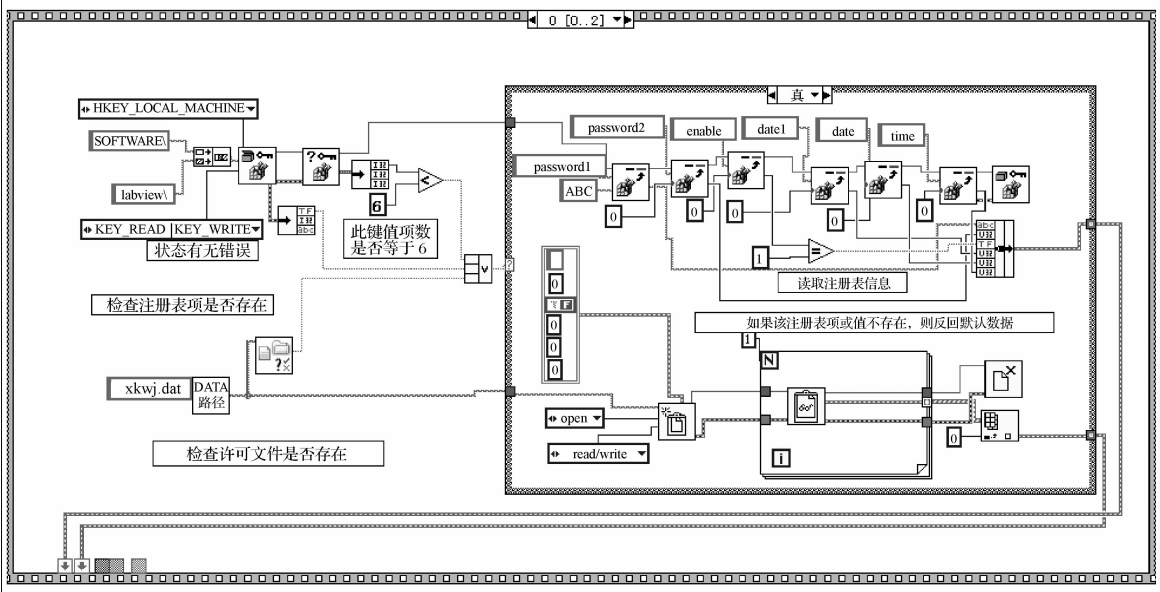 0 [0..2]
HKEY_LOCAL_MACHINE
SOFTWARE\
labview\
KEY_READ |KEY_WRITE
状态有无错误
6
此键值项数
是否等于 6
TF
abc
检查注册表项是否存在
xkwj.dat
DATA
路径
检查许可文件是否存在
真
password2
enable
date1
date
time
password1
ABC
0
0
0
0
0
1
=
abc
TF
读取注册表信息
如果该注册表项或值不存在，则反回默认数据
?
0
F
0
0
0
open
read/write
1
N
i
0